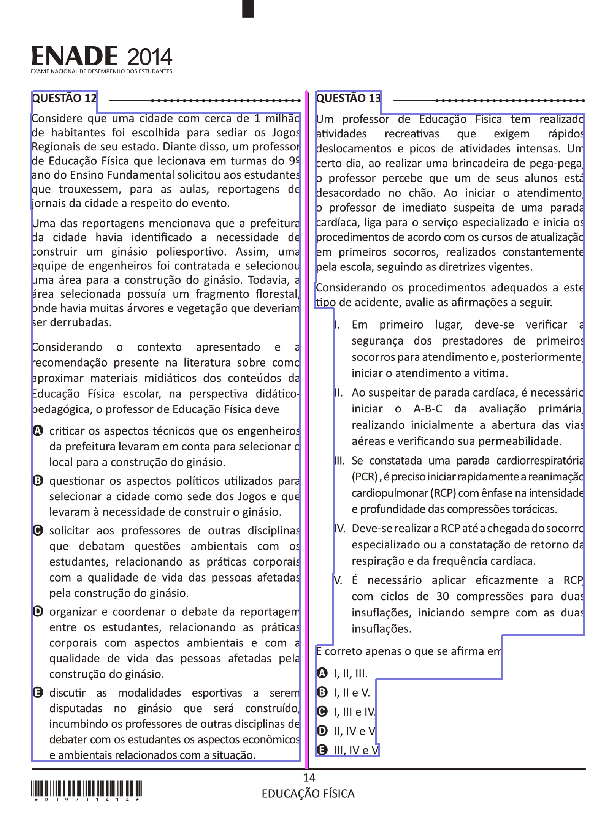 ENADE 2014
EXAME NACIONAL DE DESEMPENHO DOS ESTUDANTES
QUESTÃO 12
Considere que uma cidade com cerca de 1 milhão
de habitantes foi escolhida para sediar os Jogos
Regionais de seu estado. Diante disso, um professor
de Educação Física que lecionava em turmas do 9º
ano do Ensino Fundamental solicitou aos estudantes
que trouxessem, para as aulas, reportagens de
jornais da cidade a respeito do evento.
Uma das reportagens mencionava que a prefeitura
da cidade havia identificado a necessidade de
construir um ginásio poliesportivo. Assim, uma
equipe de engenheiros foi contratada e selecionou
uma área para a construção do ginásio. Todavia, a
área selecionada possuía um fragmento florestal,
onde havia muitas árvores e vegetação que deveriam
ser derrubadas.
Considerando o contexto apresentado e a
recomendação presente na literatura sobre como
aproximar materiais midiáticos dos conteúdos da
Educação Física escolar, na perspectiva didático-
pedagógica, o professor de Educação Física deve
A criticar os aspectos técnicos que os engenheiros
da prefeitura levaram em conta para selecionar o
local para a construção do ginásio.
B questionar os aspectos políticos utilizados para
selecionar a cidade como sede dos Jogos e que
levaram à necessidade de construir o ginásio.
C solicitar aos professores de outras disciplinas
que debatam questões ambientais com os
estudantes, relacionando as práticas corporais
com a qualidade de vida das pessoas afetadas
pela construção do ginásio.
D organizar e coordenar o debate da reportagem
entre os estudantes, relacionando as práticas
corporais com aspectos ambientais e com a
qualidade de vida das pessoas afetadas pela
construção do ginásio.
E discutir as modalidades esportivas a serem
disputadas no ginásio que será construído,
incumbindo os professores de outras disciplinas de
debater com os estudantes os aspectos econômicos
e ambientais relacionados com a situação.
QUESTÃO 13
Um professor de Educação Física tem realizado
atividades recreativas que exigem rápidos
deslocamentos e picos de atividades intensas. Um
certo dia, ao realizar uma brincadeira de pega-pega,
o professor percebe que um de seus alunos está
desacordado no chão. Ao iniciar o atendimento,
o professor de imediato suspeita de uma parada
cardíaca, liga para o serviço especializado e inicia os
procedimentos de acordo com os cursos de atualização
em primeiros socorros, realizados constantemente
pela escola, seguindo as diretrizes vigentes.
Considerando os procedimentos adequados a este
tipo de acidente, avalie as afirmações a seguir.
I. Em primeiro lugar, deve-se verificar a
segurança dos prestadores de primeiros
socorros para atendimento e, posteriormente,
iniciar o atendimento a vitima.
II. Ao suspeitar de parada cardíaca, é necessário
iniciar o A-B-C da avaliação primária,
realizando inicialmente a abertura das vias
aéreas e verificando sua permeabilidade.
III. Se constatada uma parada cardiorrespiratória
(PCR) , é preciso iniciar rapidamente a reanimação
cardiopulmonar (RCP) com ênfase na intensidade
e profundidade das compressões torácicas.
IV. Deve-se realizar a RCP até a chegada do socorro
especializado ou a constatação de retorno da
respiração e da frequência cardíaca.
V. É necessário aplicar eficazmente a RCP,
com ciclos de 30 compressões para duas
insuflações, iniciando sempre com as duas
insuflações.
É correto apenas o que se afirma em
A I, II, III.
B I, II e V.
C I, III e IV.
D II, IV e V
E III, IV e V
14
EDUCAÇÃO FÍSICA